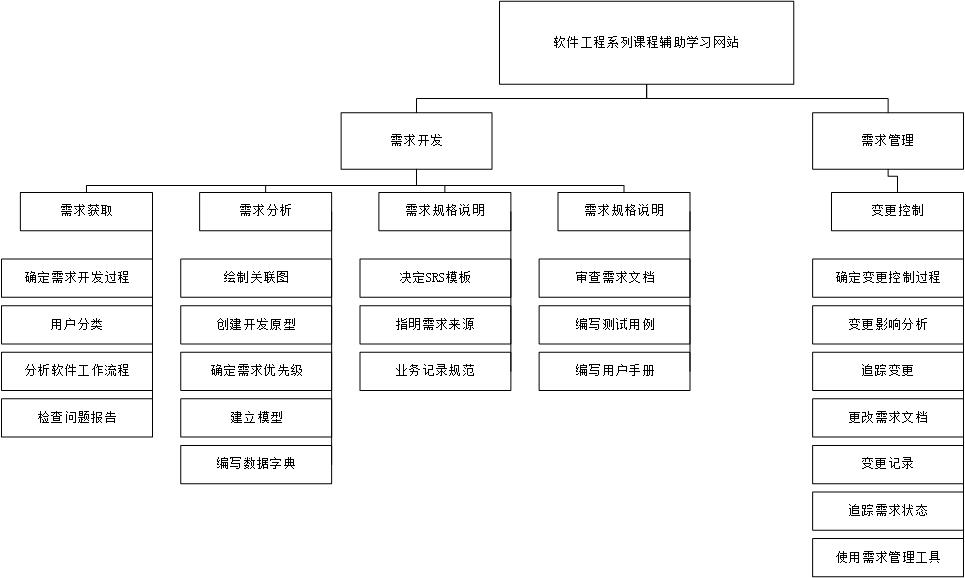 软件工程系列课程辅助学习网站
需求开发
需求管理
需求获取
需求分析
需求规格说明
需求规格说明
变更控制
确定需求开发过程
绘制关联图
决定SRS模板
审查需求文档
确定变更控制过程
用户分类
创建开发原型
指明需求来源
编写测试用例
变更影响分析
分析软件工作流程
确定需求优先级
业务记录规范
编写用户手册
追踪变更
检查问题报告
建立模型
更改需求文档
编写数据字典
变更记录
追踪需求状态
使用需求管理工具